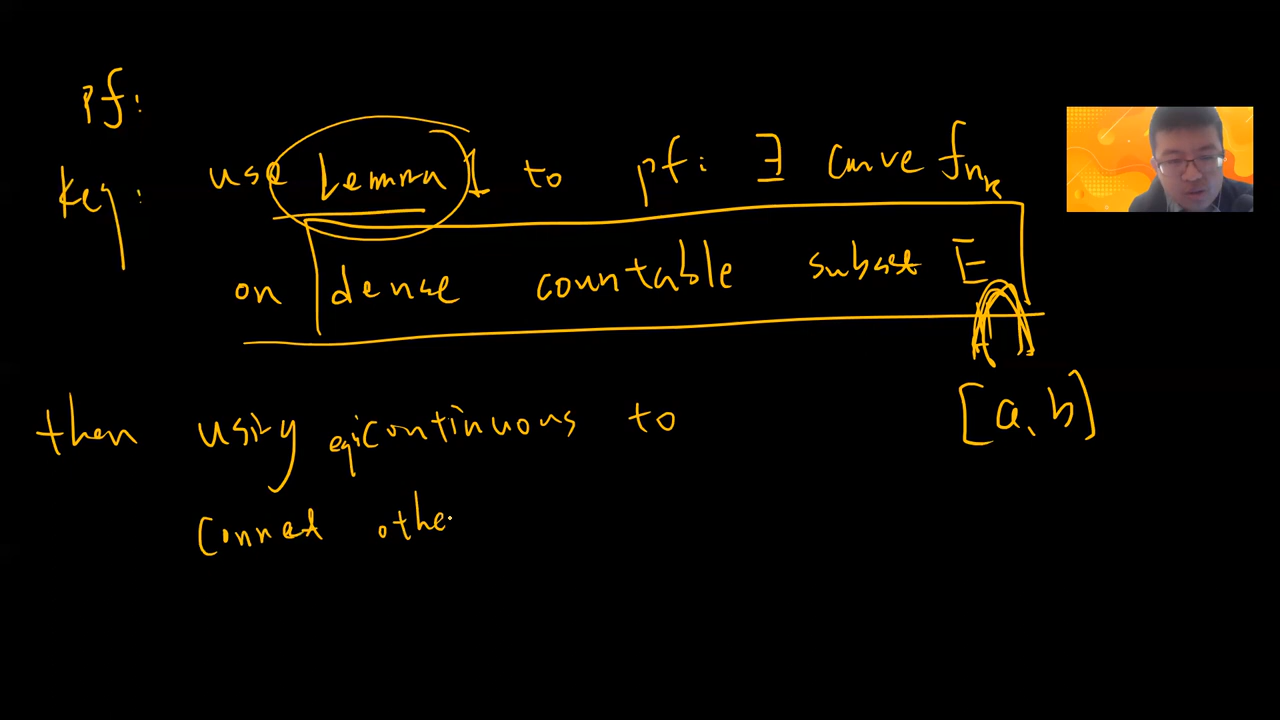 pf:
key: use Lemma 1 to pf: ∃ curve fnₖ
on dense countable subset E
[a, b]
then using equicontinuous to
connect othe